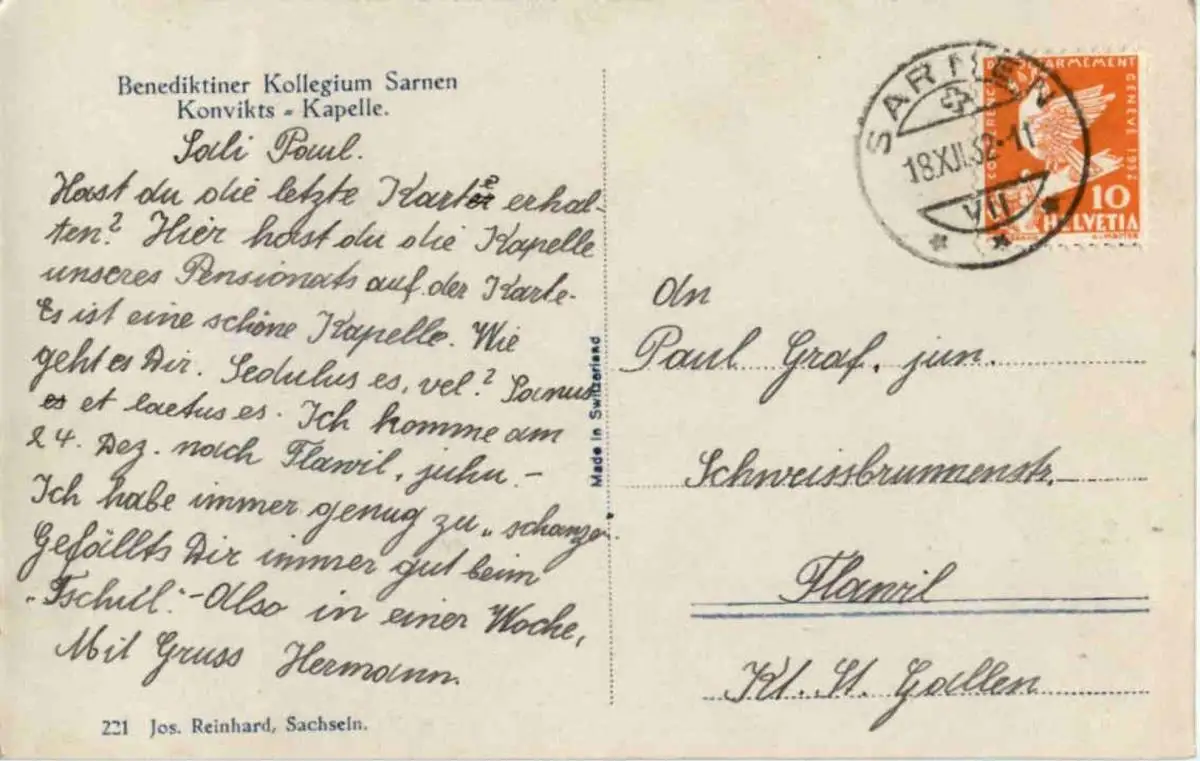 Benediktiner Kollegium Sarnen
Konvikts - Kapelle.
Sali Paul.
Hast du die letzte Karte erhal-
ten? Hier hast du die Kapelle
unseres Pensionats auf der Karte.
Es ist eine schöne Kapelle. Wie
geht es Dir. Sedulus es, vel? Sanus
es et laetus es. Ich komme am
24. Dez. nach Flawil, juhu. -
Ich habe immer genug zu „schanze.
Gefällts Dir immer gut beim
„Tschul". - Also in einer Woche,
Mit Gruss Hermann.
221 Jos. Reinhard, Sachseln.
Made in Switzerland
SARNEN
18.XII.32-11
VII
DÉSARMEMENT
GENÈVE 1932
10
HELVETIA
An
Paul Graf, jun.
Schweissbrunnenstr.
Flawil
Kt. St. Gallen